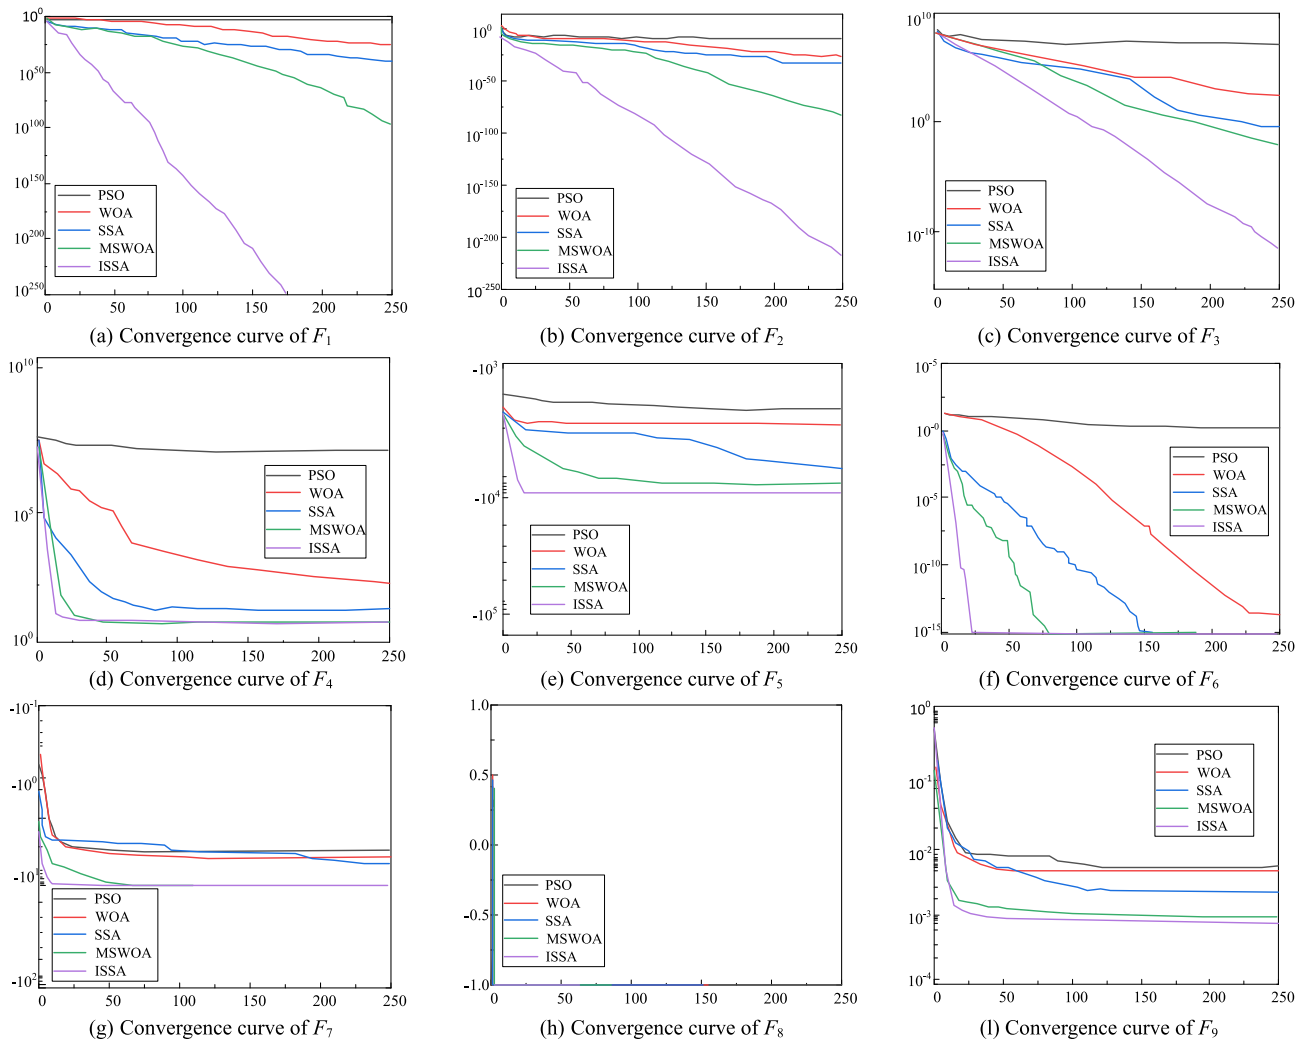 10^0
10^50
10^100
10^150
10^200
10^250
0 50 100 150 200 250
PSO
WOA
SSA
MSWOA
ISSA
(a) Convergence curve of F1
10^0
10^-50
10^-100
10^-150
10^-200
10^-250
0 50 100 150 200 250
PSO
WOA
SSA
MSWOA
ISSA
(b) Convergence curve of F2
10^10
10^0
10^-10
0 50 100 150 200 250
PSO
WOA
SSA
MSWOA
ISSA
(c) Convergence curve of F3
10^10
10^5
10^0
0 50 100 150 200 250
PSO
WOA
SSA
MSWOA
ISSA
(d) Convergence curve of F4
-10^3
-10^4
-10^5
0 50 100 150 200 250
PSO
WOA
SSA
MSWOA
ISSA
(e) Convergence curve of F5
10^-5
10^-0
10^-5
10^-10
10^-15
0 50 100 150 200 250
PSO
WOA
SSA
MSWOA
ISSA
(f) Convergence curve of F6
-10^-1
-10^0
-10^1
-10^2
0 50 100 150 200 250
PSO
WOA
SSA
MSWOA
ISSA
(g) Convergence curve of F7
1.0
0.5
0.0
-0.5
-1.0
0 50 100 150 200 250
PSO
WOA
SSA
MSWOA
ISSA
(h) Convergence curve of F8
10^0
10^-1
10^-2
10^-3
10^-4
0 50 100 150 200 250
PSO
WOA
SSA
MSWOA
ISSA
(l) Convergence curve of F9